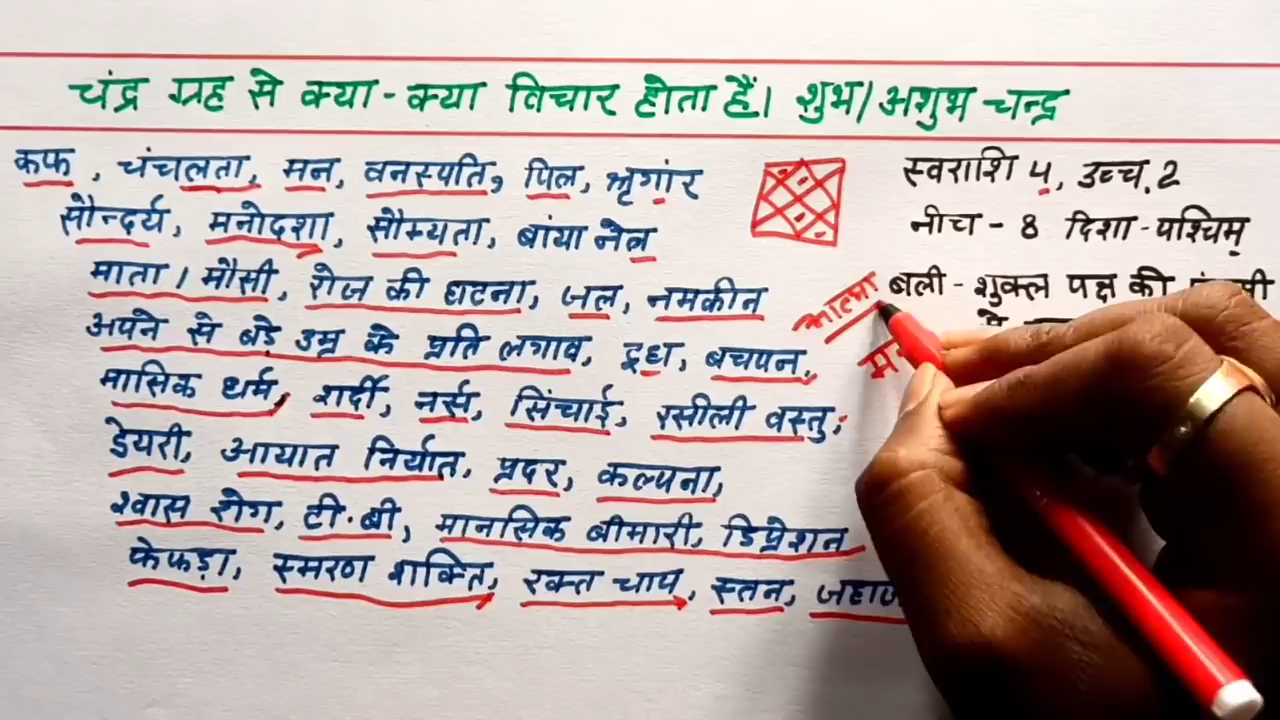 चंद्र ग्रह से क्या-क्या विचार होता हैं। शुभ/अशुभ चन्द्र
कफ, चंचलता, मन, वनस्पति, पित, श्रृगांर
सौन्दर्य, मनोदशा, सौम्यता, बांया नेत्र
माता। मौसी, रोज की घटना, जल, नमकीन
अपने से बड़े उम्र के प्रति लगाव, दूध, बचपन,
मासिक धर्म, शर्दी, नर्स, सिंचाई, रसीली वस्तु,
डेयरी, आयात निर्यात, प्रदर, कल्पना,
श्वास रोग, टी.बी, मानसिक बीमारी, डिप्रेशन
फेफड़ा, स्मरण शक्ति, रक्त चाप, स्तन, जहाज
स्वराशि 4, उच्च 2
नीच - 8 दिशा - पश्चिम
बली - शुक्ल पक्ष की
आत्मा